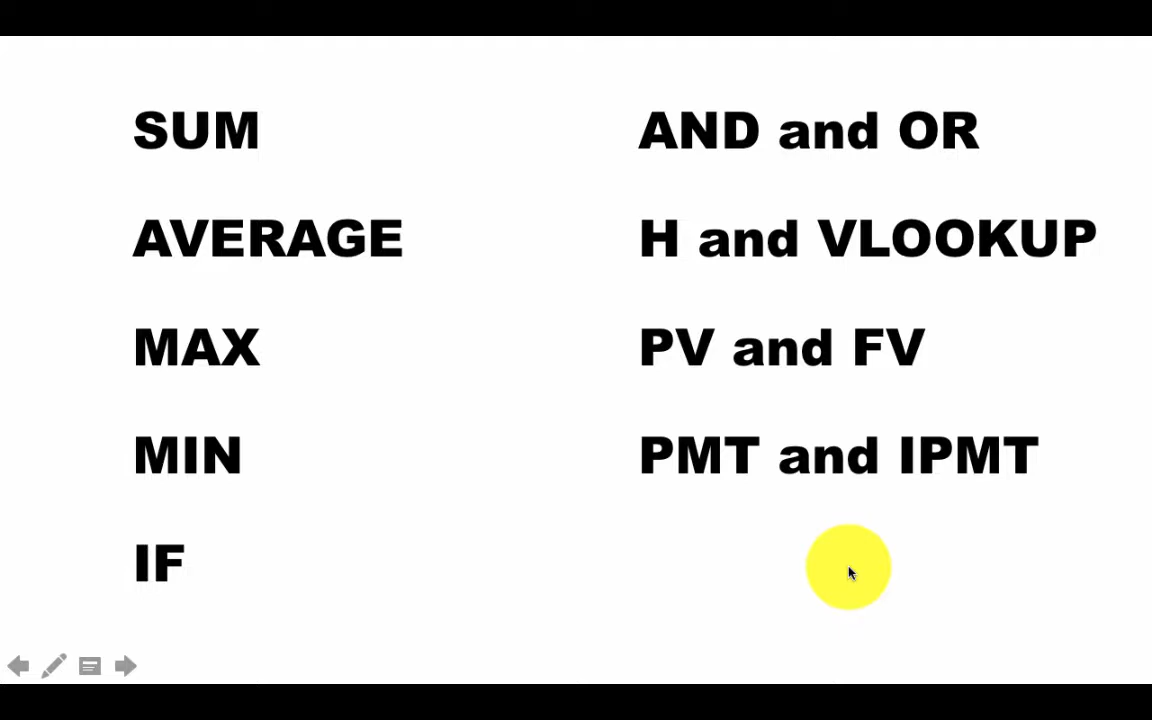 SUM
AVERAGE
MAX
MIN
IF
AND and OR
H and VLOOKUP
PV and FV
PMT and IPMT